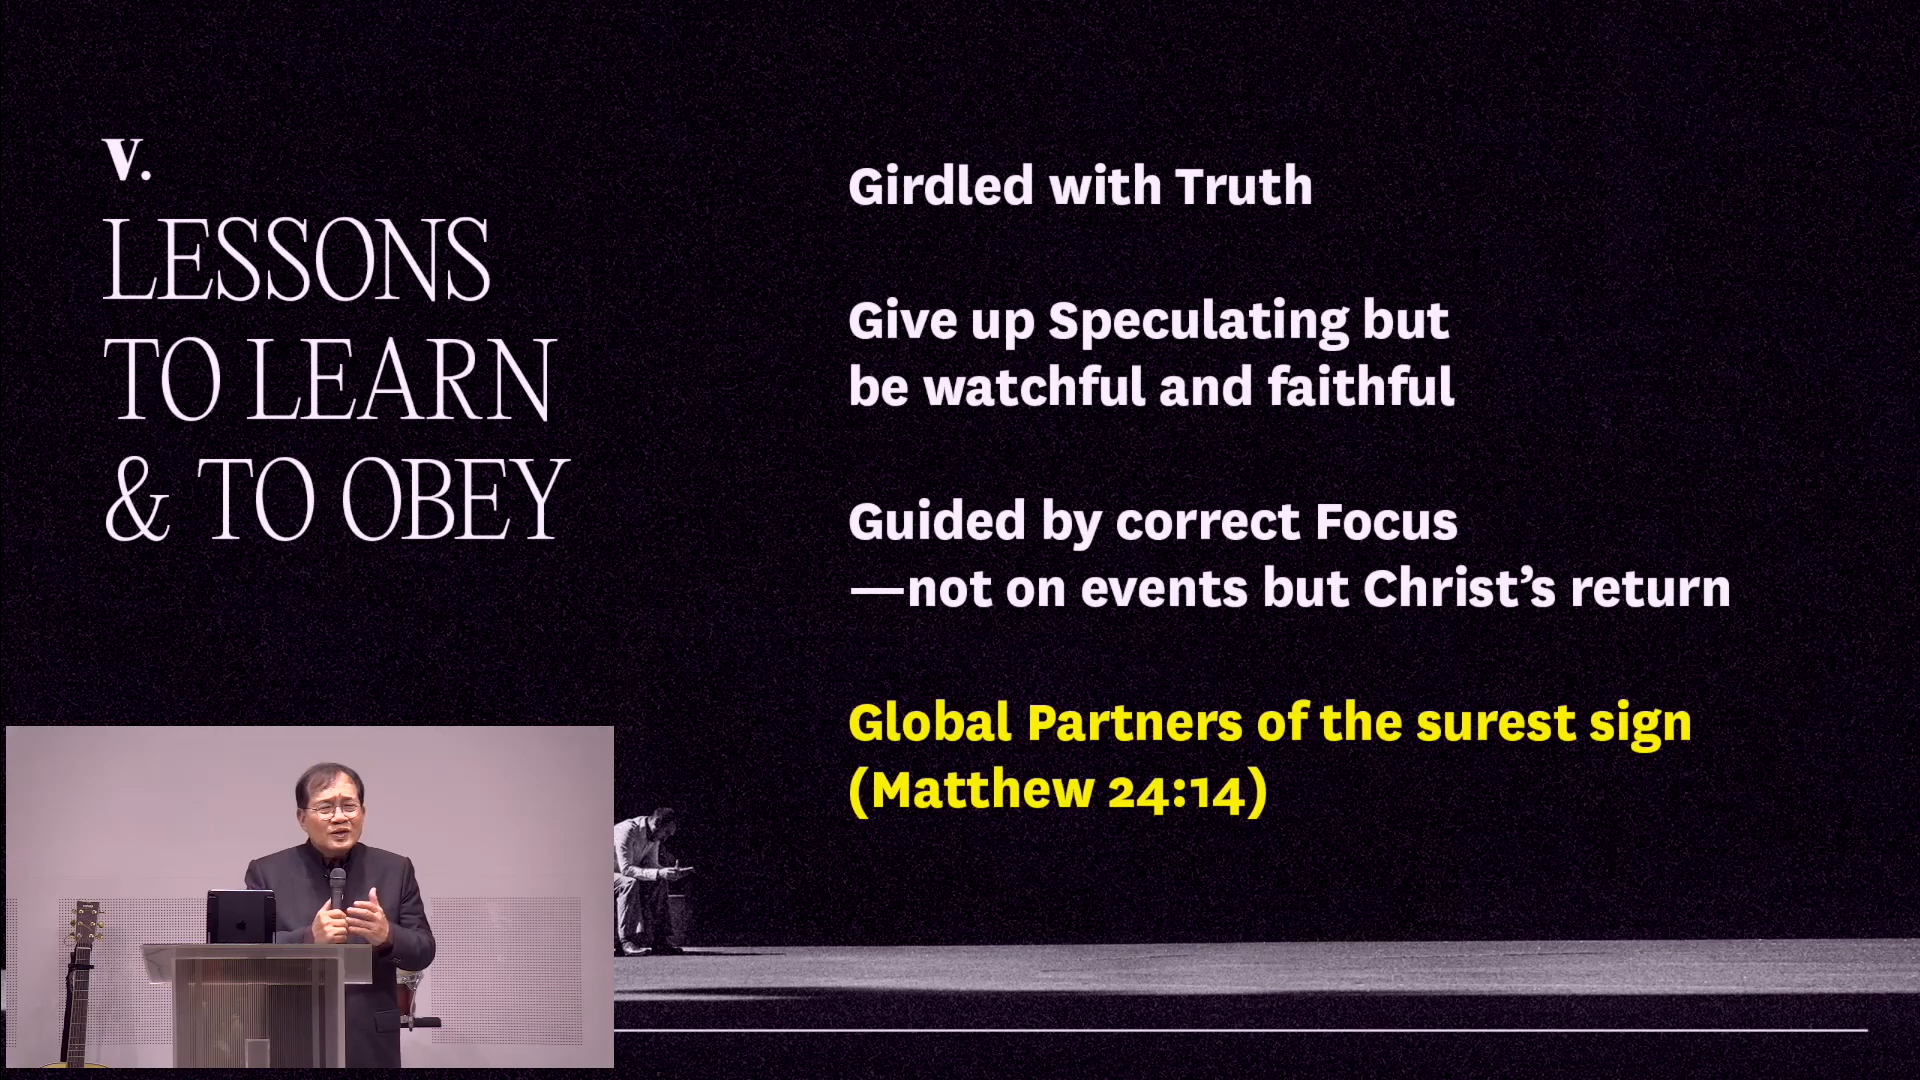 v.
LESSONS
TO LEARN
& TO OBEY
Girdled with Truth
Give up Speculating but
be watchful and faithful
Guided by correct Focus
—not on events but Christ’s return
Global Partners of the surest sign
(Matthew 24:14)